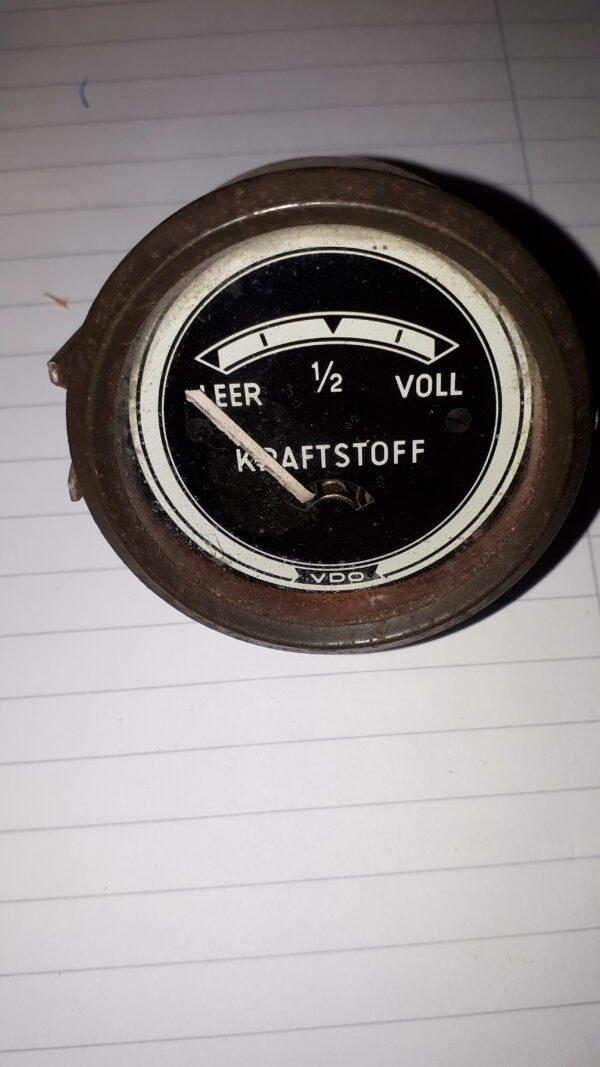 1/2
LEER VOLL
KRAFTSTOFF
VDO